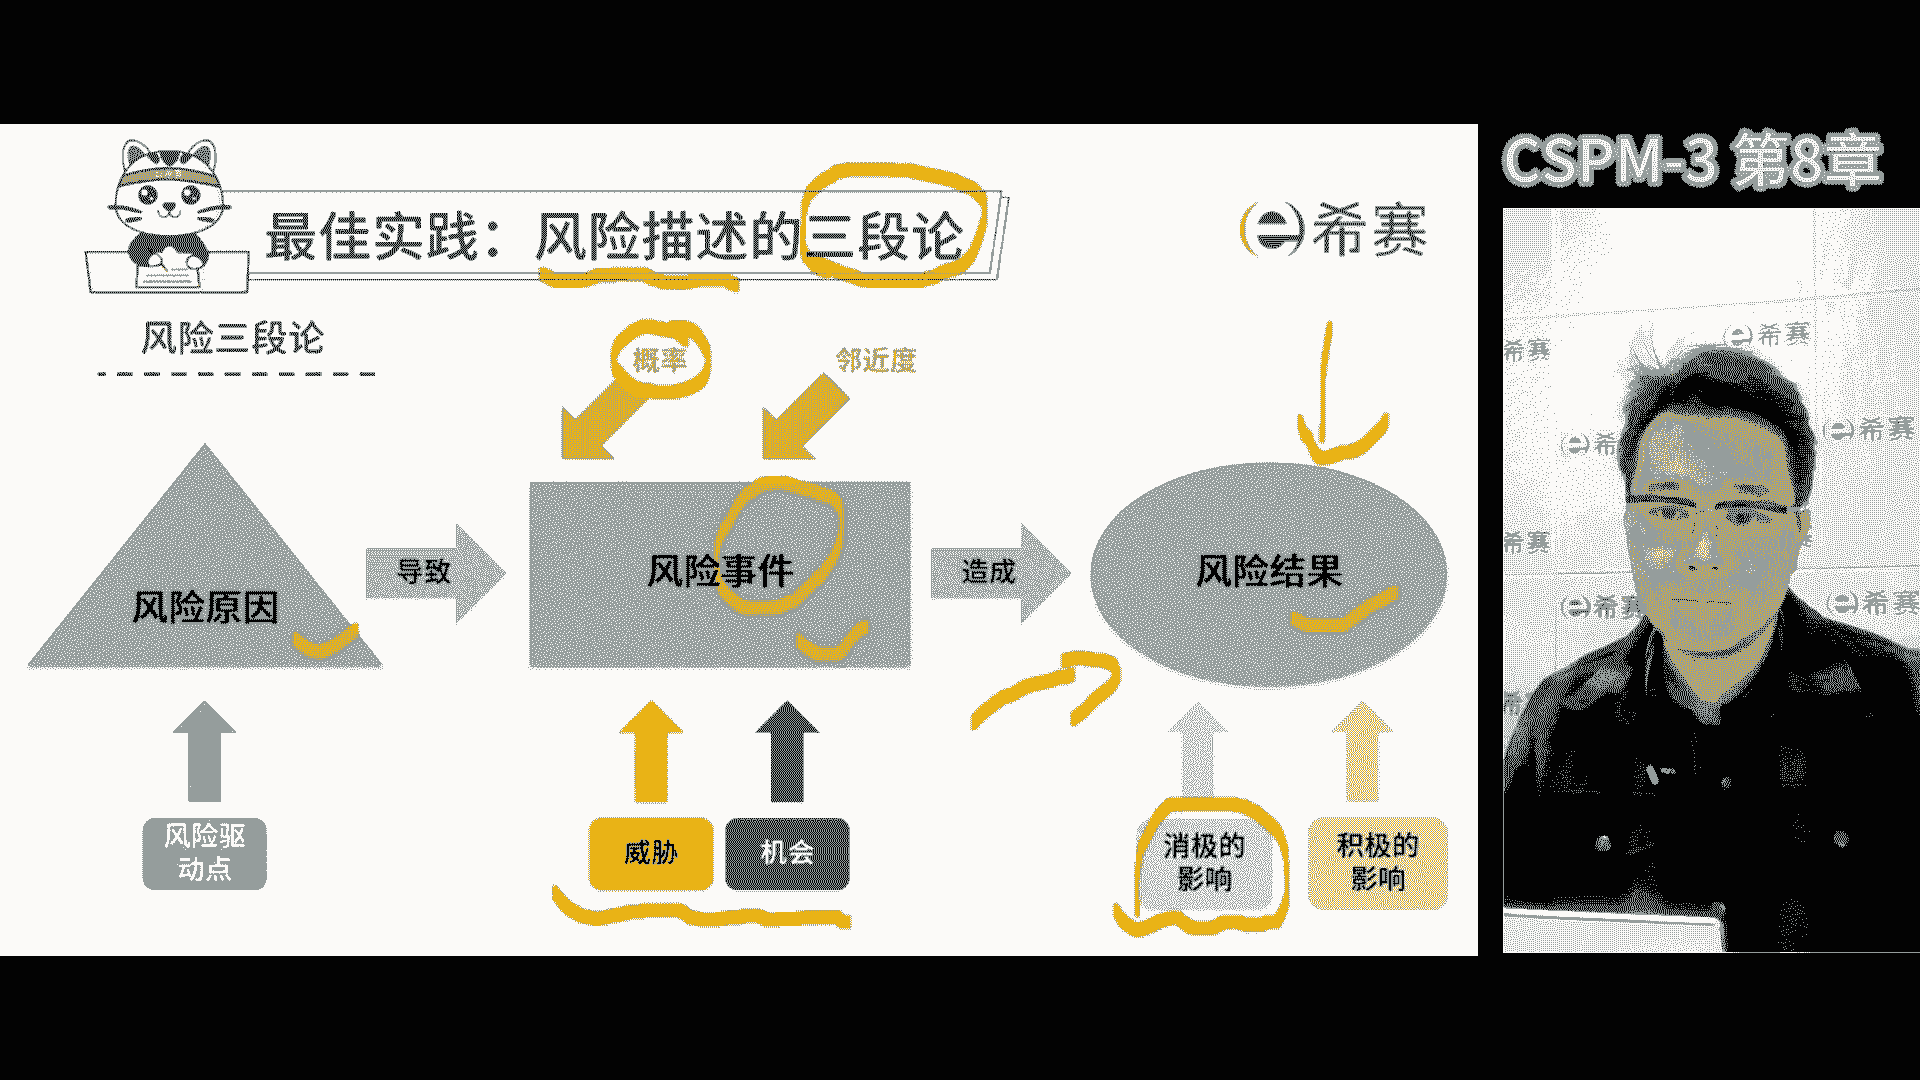 CSPM-3 第8章
最佳实践：风险描述的三段论
希赛
风险三段论
概率
邻近度
风险原因
导致
风险事件
造成
风险结果
风险驱
动点
威胁
机会
消极的
影响
积极的
影响
希赛
希赛
希
希赛
希赛
希赛
希赛
希